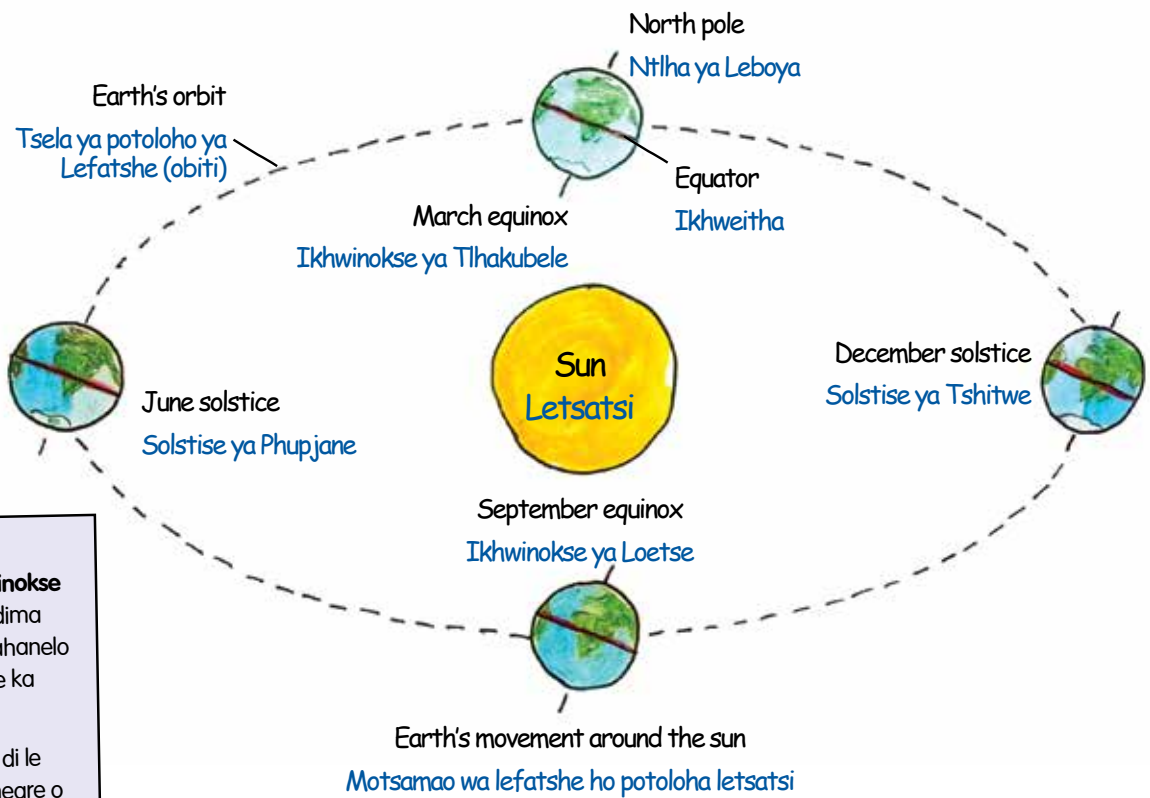 North pole
Ntlha ya Leboya
Earth's orbit
Tsela ya potoloho ya
Lefatshe (obiti)
Equator
Ikhweitha
March equinox
Ikhwinokse ya Tlhakubele
Sun
Letsatsi
December solstice
Solstise ya Tshitwe
June solstice
Solstise ya Phupjane
September equinox
Ikhwinokse ya Loetse
Earth's movement around the sun
Motsamao wa lefatshe ho potoloha letsatsi
inokse
dima
ahanelo
e ka
di le